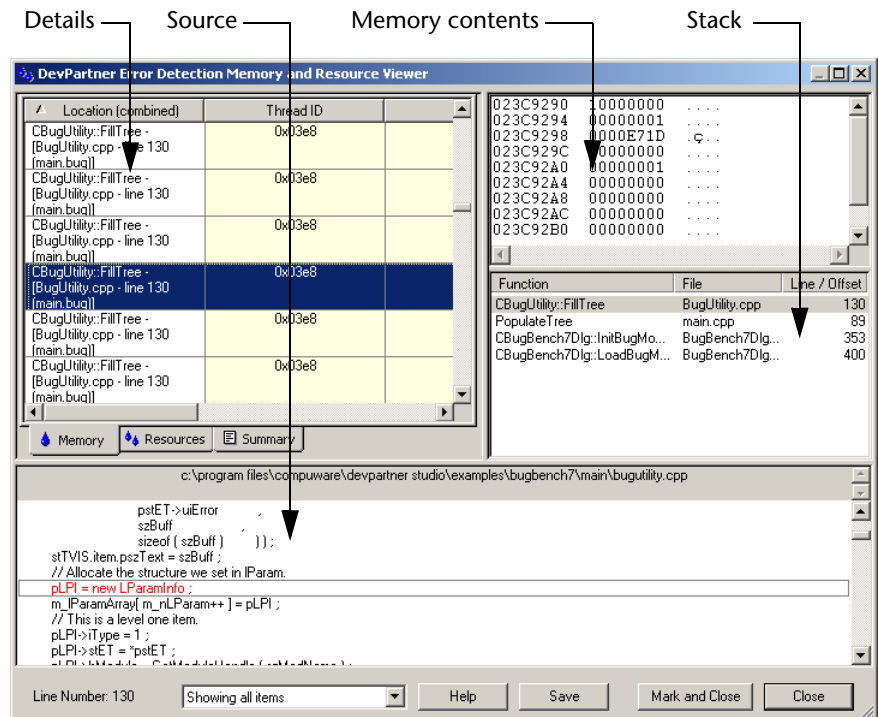 Details Source Memory contents Stack
DevPartner Error Detection Memory and Resource Viewer
Location (combined) Thread ID
CBugUtility::FillTree - 0x03e8
[BugUtility.cpp - line 130
(main.bug)]
CBugUtility::FillTree - 0x03e8
[BugUtility.cpp - line 130
(main.bug)]
CBugUtility::FillTree - 0x03e8
[BugUtility.cpp - line 130
(main.bug)]
CBugUtility::FillTree - 0x03e8
[BugUtility.cpp - line 130
(main.bug)]
CBugUtility::FillTree - 0x03e8
[BugUtility.cpp - line 130
(main.bug)]
CBugUtility::FillTree - 0x03e8
[BugUtility.cpp - line 130
(main.bug)]
Memory Resources Summary
023C9290 10000000 ....
023C9294 00000001 ....
023C9298 0000E71D .ç..
023C929C 00000000 ....
023C92A0 00000001 ....
023C92A4 00000000 ....
023C92A8 00000000 ....
023C92AC 00000000 ....
023C92B0 00000000 ....
Function File Line / Offset
CBugUtility::FillTree BugUtility.cpp 130
PopulateTree main.cpp 89
CBugBench7Dlg::InitBugMo... BugBench7Dlg... 353
CBugBench7Dlg::LoadBugM... BugBench7Dlg... 400
c:\program files\compuware\devpartner studio\examples\bugbench7\main\bugutility.cpp
pstET->uiError ,
szBuff ,
sizeof ( szBuff ) ) ) ;
stTVIS.item.pszText = szBuff ;
// Allocate the structure we set in lParam.
pLPI = new LParamInfo ;
m_lParamArray[ m_nLParam++ ] = pLPI ;
// This is a level one item.
pLPI->iType = 1 ;
pLPI->stET = *pstET ;
pLPI->hModule = GetModuleHandle ( szModName ) ;
Line Number: 130 Showing all items Help Save Mark and Close Close